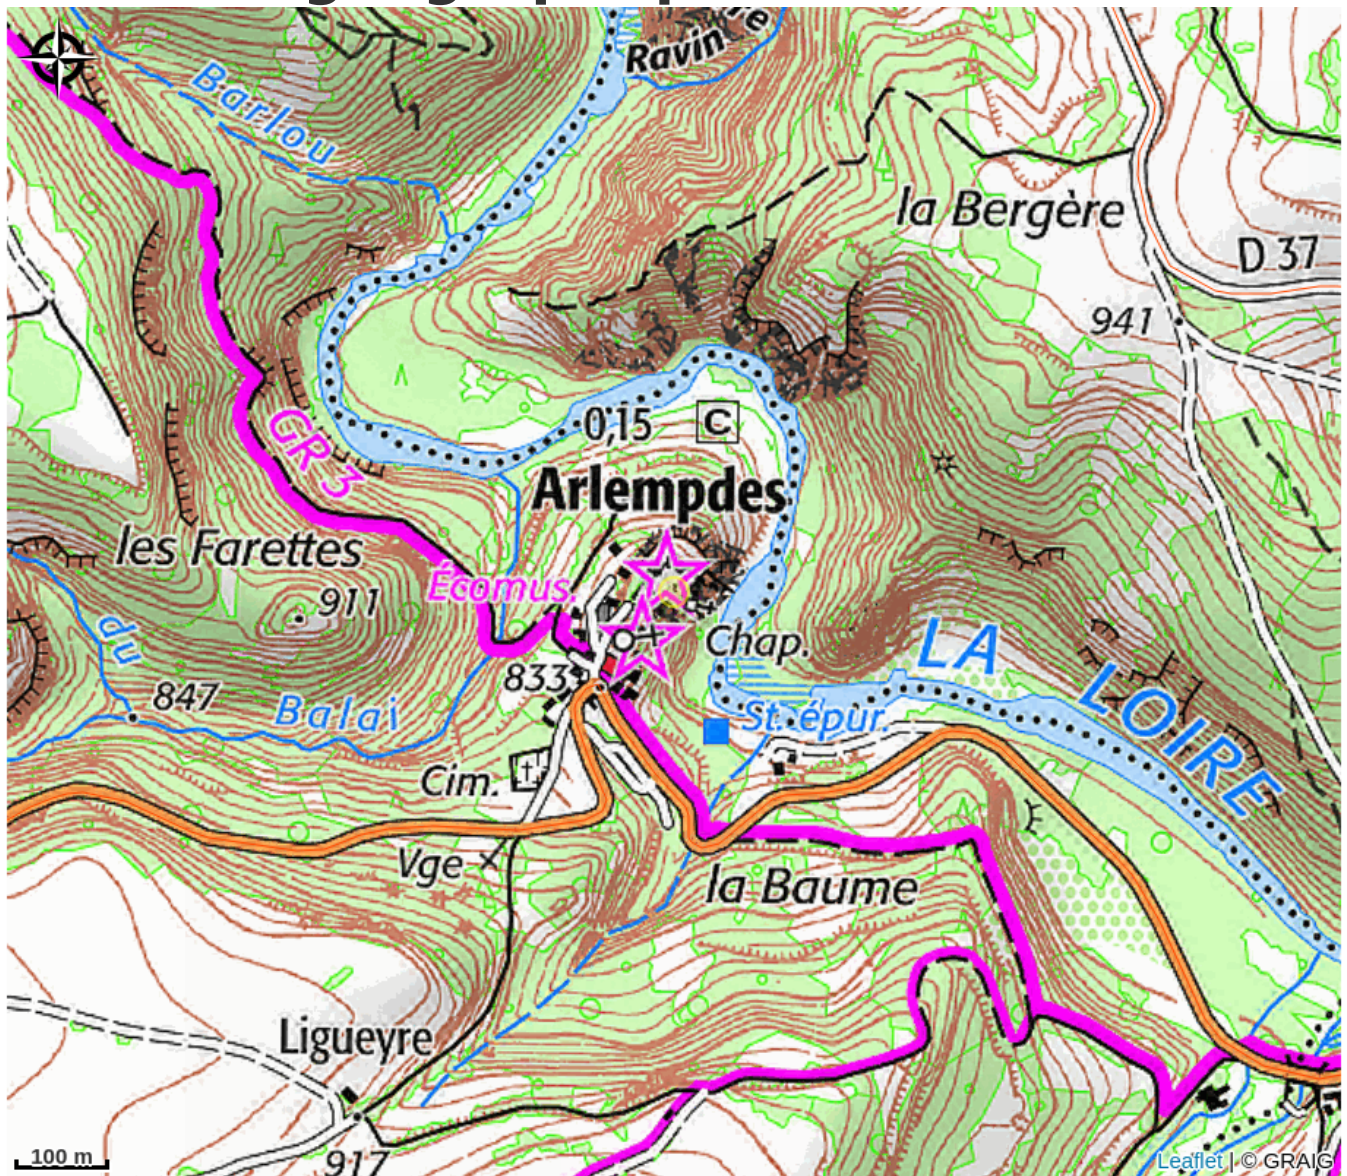 Ravin
Barlou
la Bergère
D 37
941
GR 3
0,15
C
Arlempdes
les Farettes
Écomus.
911
Chap.
LA LOIRE
du
Balai
847
833
St. épur.
Cim.
Vge
la Baume
Ligueyre
917
100 m
Leaflet | © GRAIG